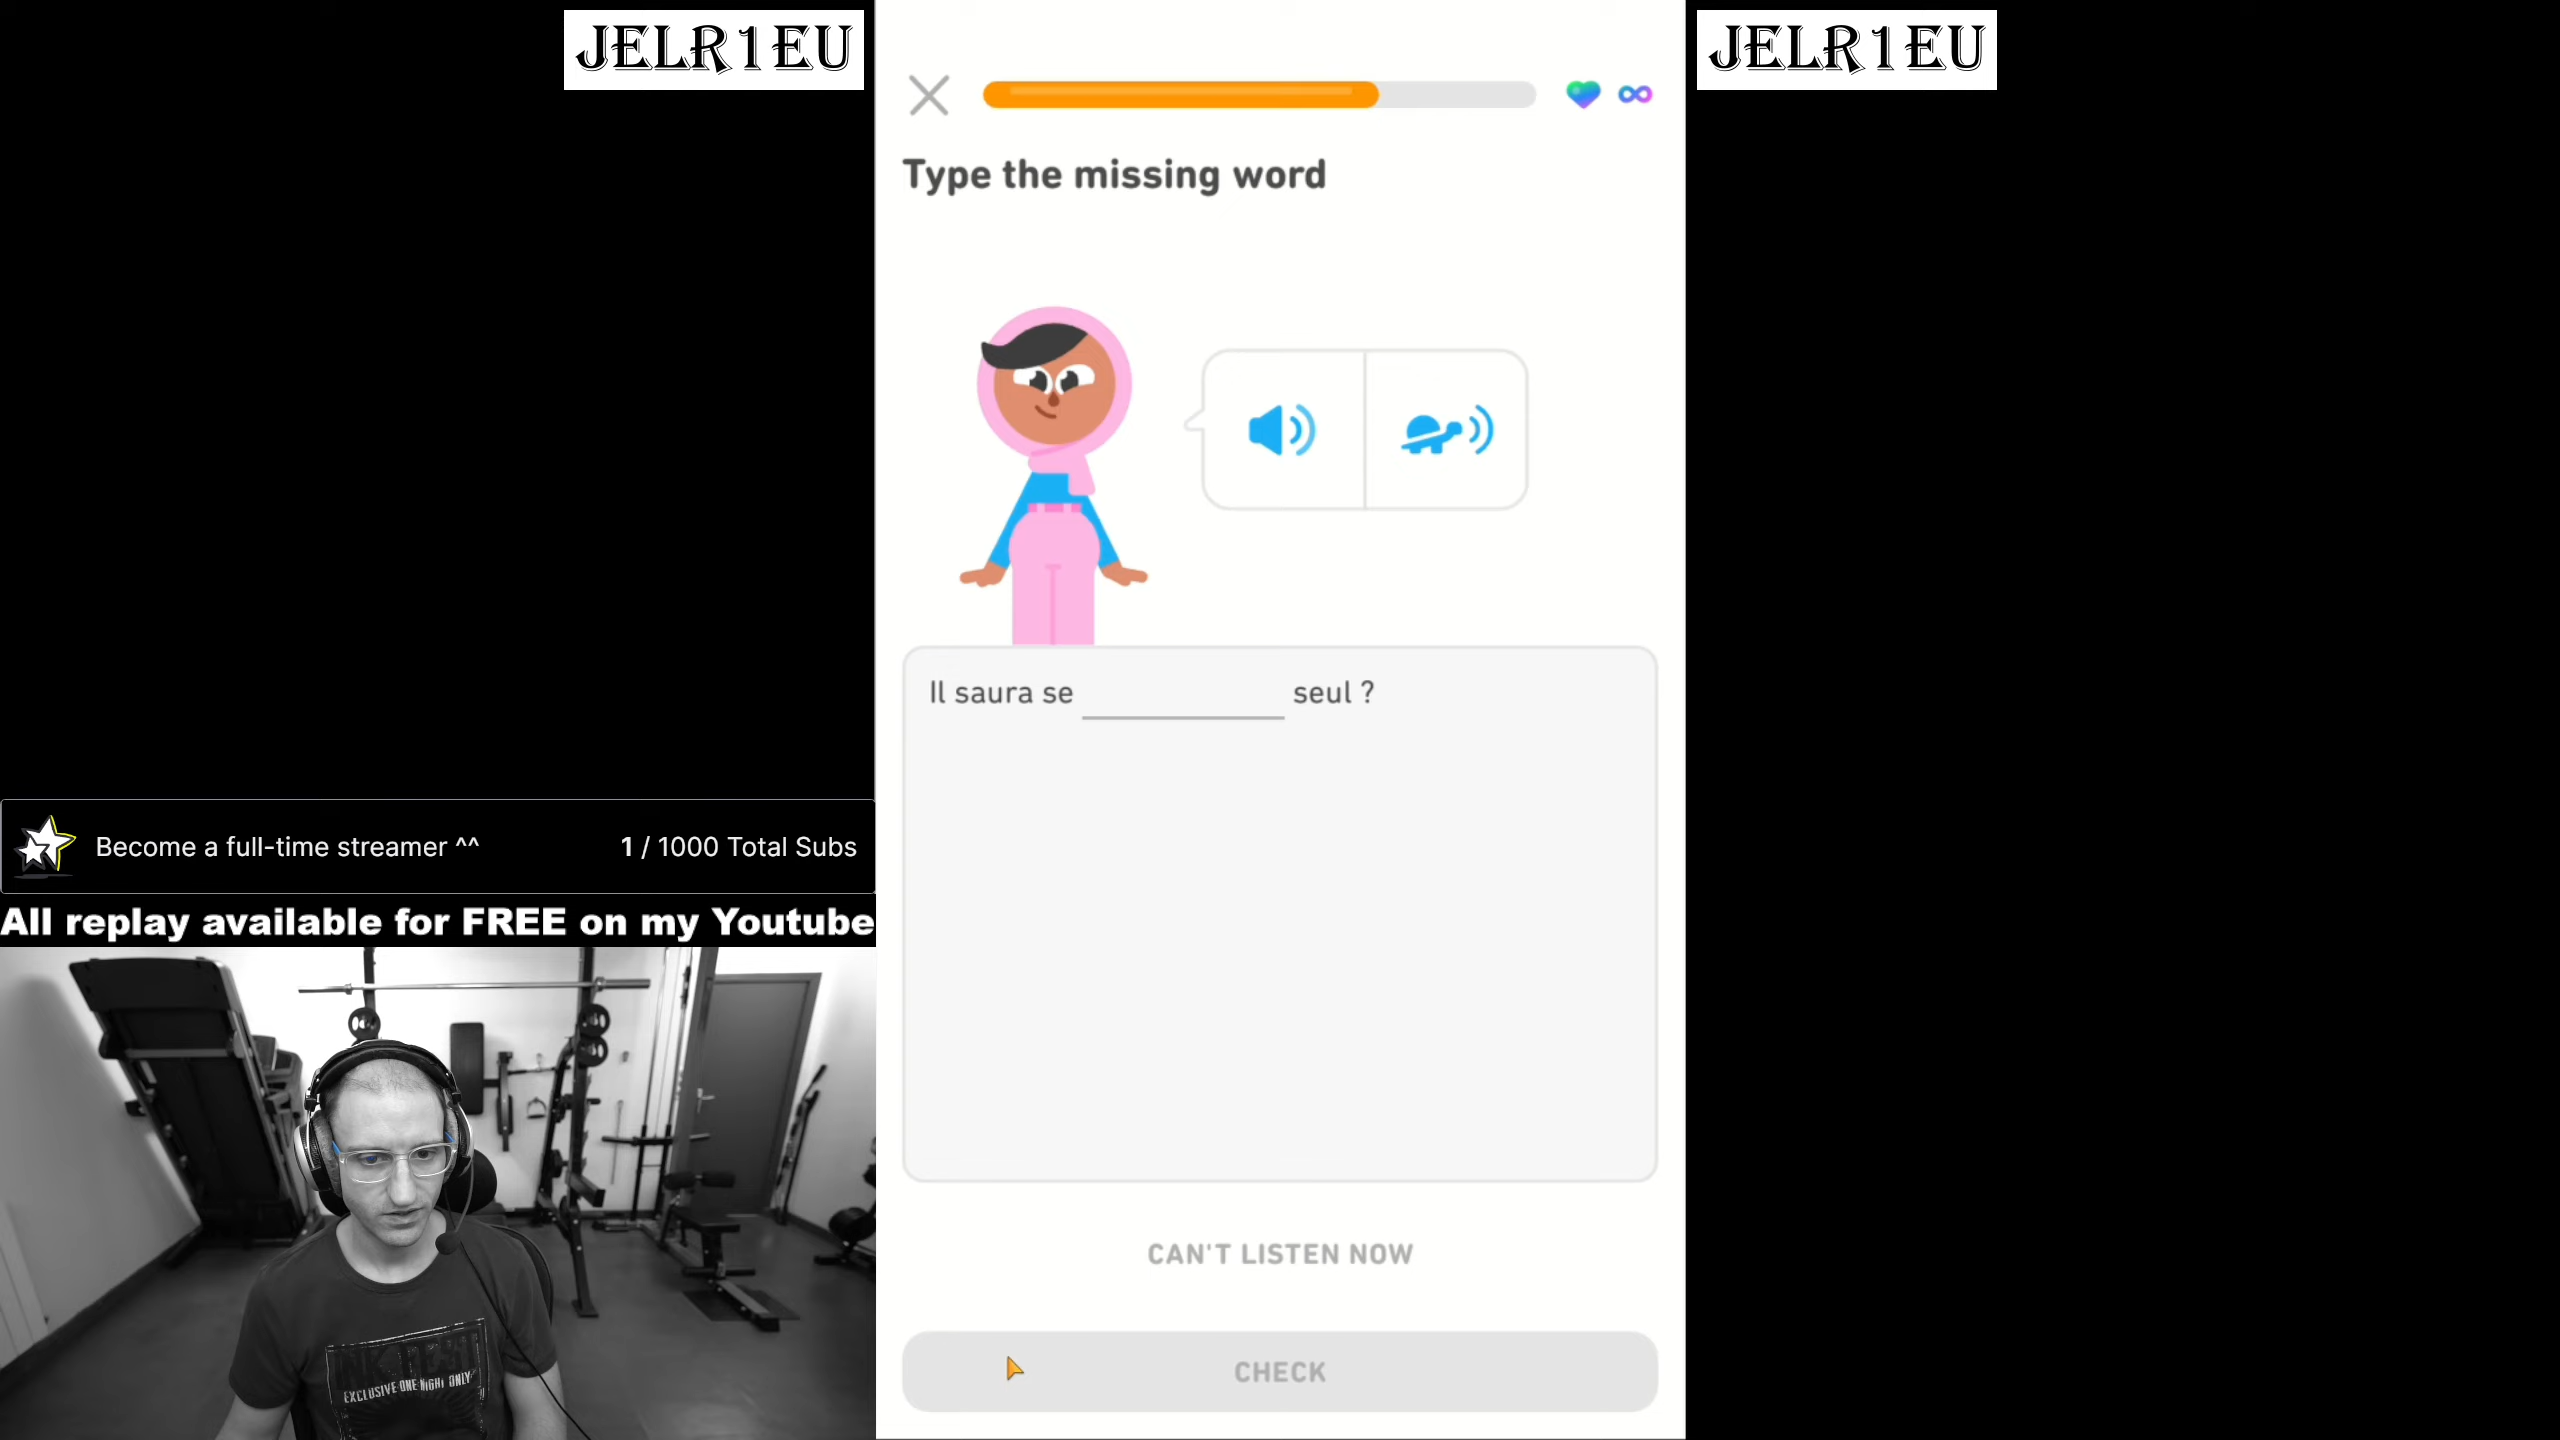 JELR1EU
JELR1EU
Type the missing word
Il saura se ________ seul ?
Become a full-time streamer ^^ 1 / 1000 Total Subs
All replay available for FREE on my Youtube
EXCLUSIVE ONE NIGHT ONLY
CAN'T LISTEN NOW
CHECK